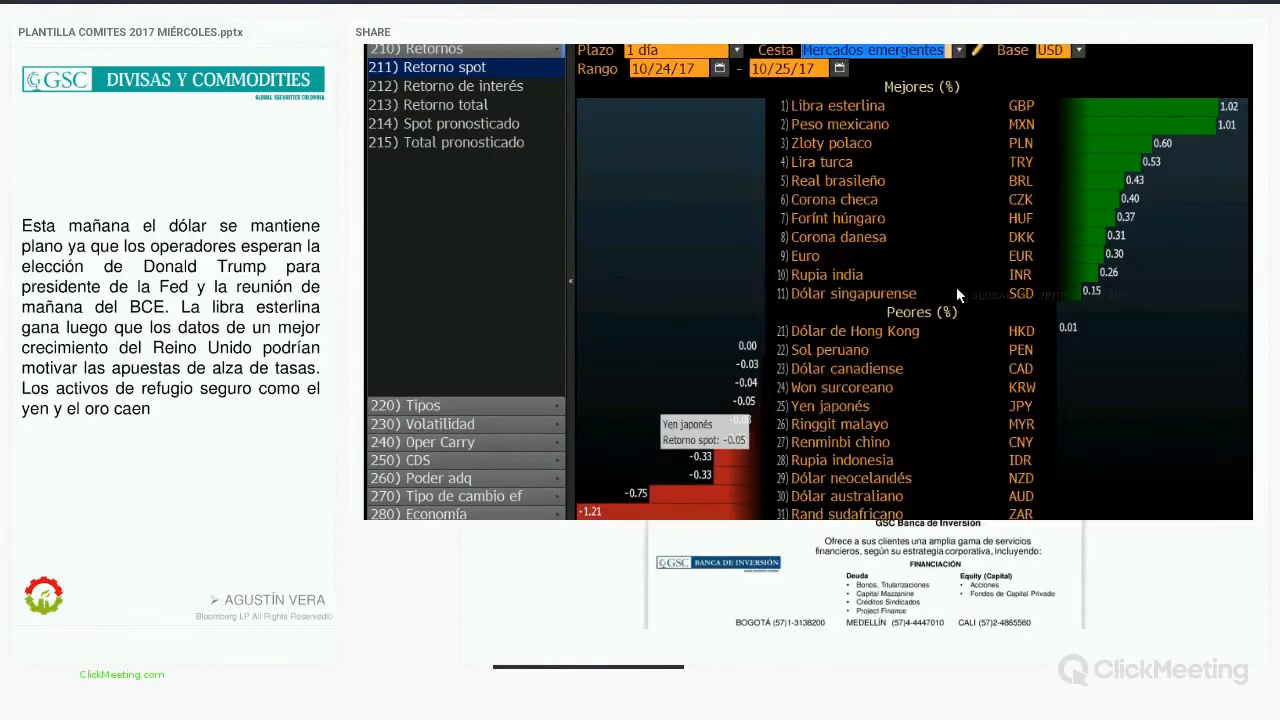 PLANTILLA COMITES 2017 MIÉRCOLES.pptx
GSC DIVISAS Y COMMODITIES
GLOBAL SECURITIES COLOMBIA
Esta mañana el dólar se mantiene
plano ya que los operadores esperan la
elección de Donald Trump para
presidente de la Fed y la reunión de
mañana del BCE. La libra esterlina
gana luego que los datos de un mejor
crecimiento del Reino Unido podrían
motivar las apuestas de alza de tasas.
Los activos de refugio seguro como el
yen y el oro caen
➢ AGUSTÍN VERA
Bloomberg LP All Rights Reserved©
ClickMeeting.com
SHARE
210) Retornos
211) Retorno spot
212) Retorno de interés
213) Retorno total
214) Spot pronosticado
215) Total pronosticado
220) Tipos
230) Volatilidad
240) Oper Carry
250) CDS
260) Poder adq
270) Tipo de cambio ef
280) Economía
Plazo 1 día Cesta Mercados emergentes Base USD
Rango 10/24/17 - 10/25/17
Mejores (%)
1) Libra esterlina GBP 1.02
2) Peso mexicano MXN 1.01
3) Zloty polaco PLN 0.60
4) Lira turca TRY 0.53
5) Real brasileño BRL 0.43
6) Corona checa CZK 0.40
7) Forínt húngaro HUF 0.37
8) Corona danesa DKK 0.31
9) Euro EUR 0.30
10) Rupia india INR 0.26
11) Dólar singapurense SGD 0.15
Peores (%)
21) Dólar de Hong Kong HKD 0.01
0.00 22) Sol peruano PEN
-0.03 23) Dólar canadiense CAD
-0.04 24) Won surcoreano KRW
-0.05 25) Yen japonés JPY
-0.08 26) Ringgit malayo MYR
Yen japonés
Retorno spot: -0.05
27) Renminbi chino CNY
-0.33 28) Rupia indonesia IDR
-0.33 29) Dólar neocelandés NZD
-0.75 30) Dólar australiano AUD
-1.21 31) Rand sudafricano ZAR
GSC Banca de Inversión
Ofrece a sus clientes una amplia gama de servicios
financieros, según su estrategia corporativa, incluyendo:
GSC BANCA DE INVERSIÓN
FINANCIACIÓN
Deuda
• Bonos, Titularizaciones
• Capital Mazzanine
• Créditos Sindicados
• Project Finance
Equity (Capital)
• Acciones
• Fondos de Capital Privado
BOGOTÁ (57)1-3138200 MEDELLÍN (57)4-4447010 CALI (57)2-4865560
ClickMeeting